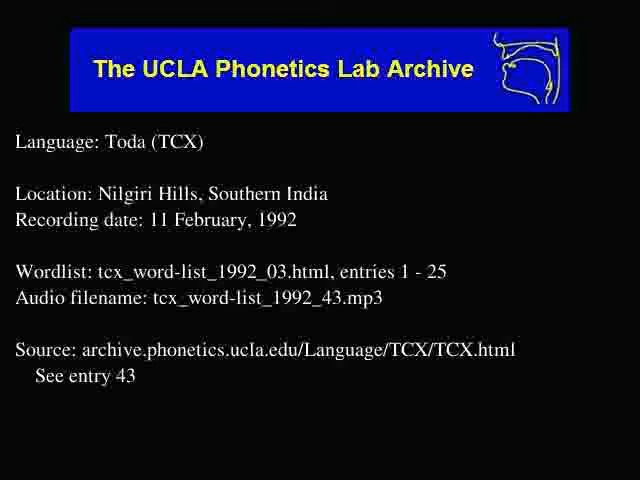 The UCLA Phonetics Lab Archive
Language: Toda (TCX)
Location: Nilgiri Hills, Southern India
Recording date: 11 February, 1992
Wordlist: tcx_word-list_1992_03.html, entries 1 - 25
Audio filename: tcx_word-list_1992_43.mp3
Source: archive.phonetics.ucla.edu/Language/TCX/TCX.html
See entry 43